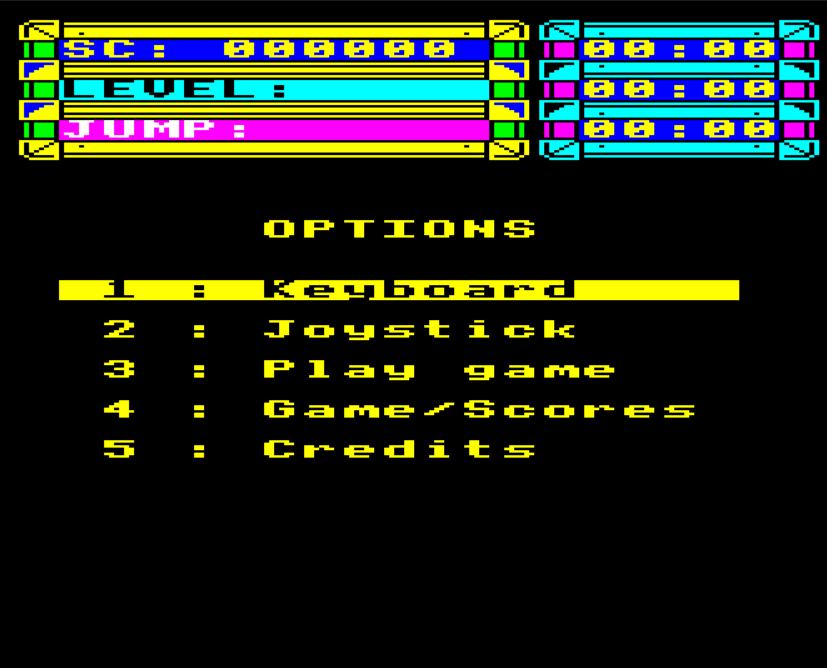 SC: 000000 00:00
LEVEL: 00:00
JUMP: 00:00
OPTIONS
1 : Keyboard
2 : Joystick
3 : Play game
4 : Game/Scores
5 : Credits